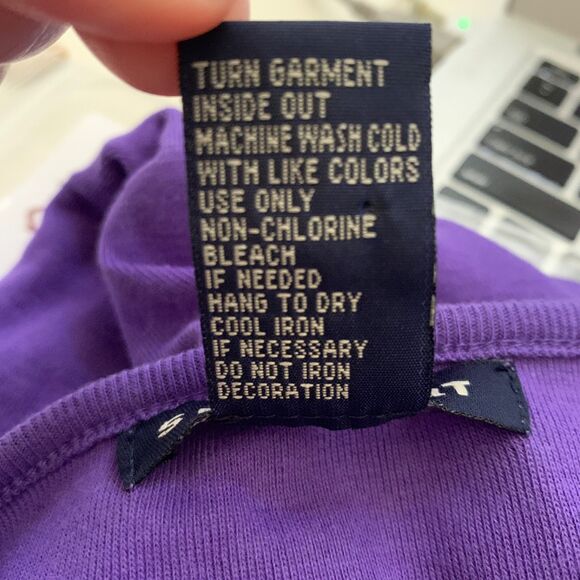 TURN GARMENT
INSIDE OUT
MACHINE WASH COLD
WITH LIKE COLORS
USE ONLY
NON-CHLORINE
BLEACH
IF NEEDED
HANG TO DRY
COOL IRON
IF NECESSARY
DO NOT IRON
DECORATION